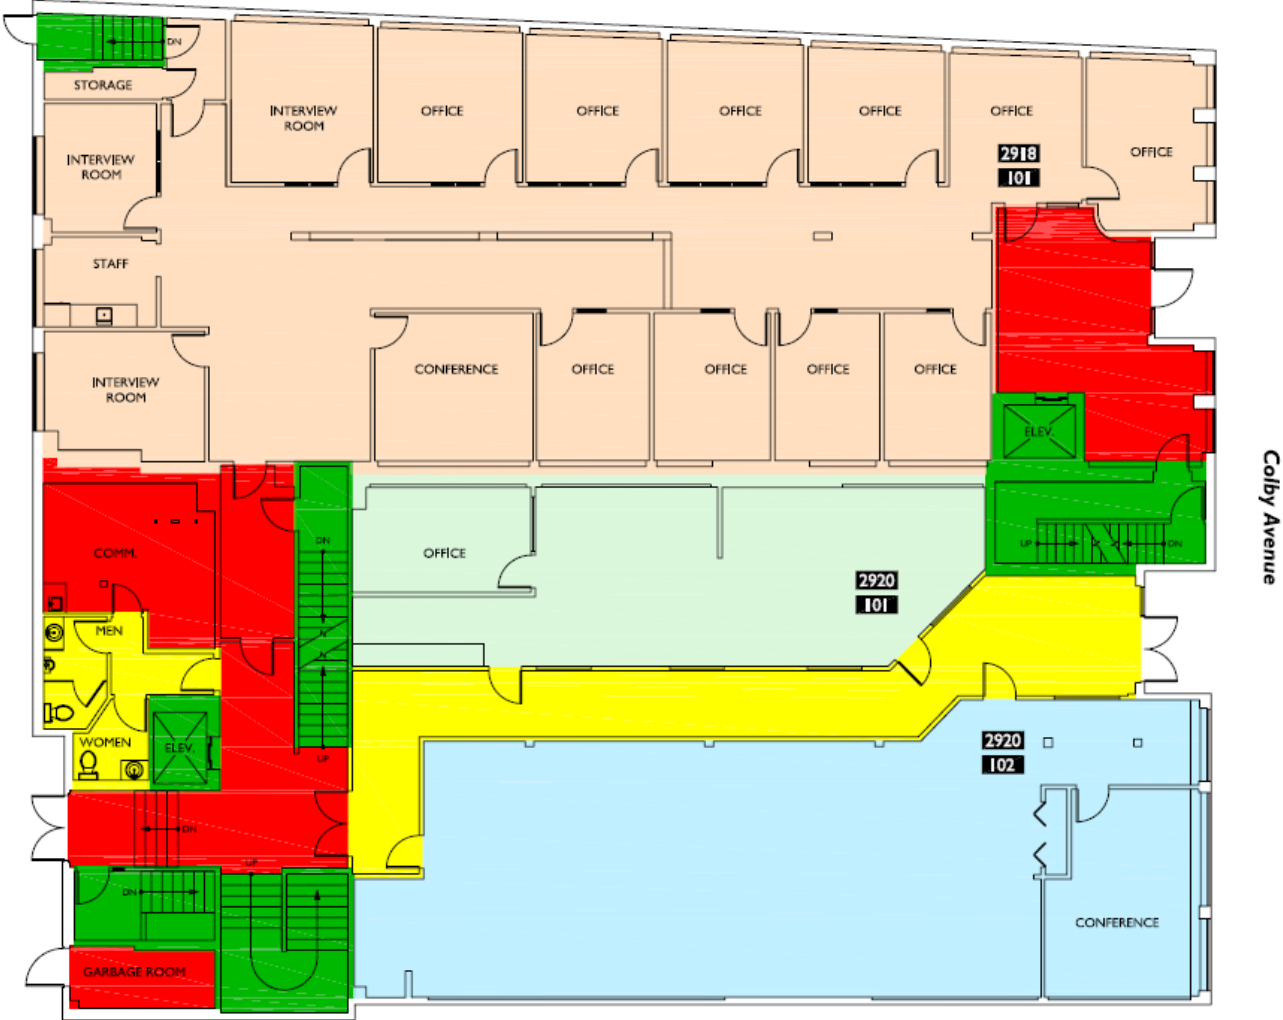 DN
STORAGE
INTERVIEW
ROOM
OFFICE
OFFICE
OFFICE
OFFICE
OFFICE
2918
101
OFFICE
INTERVIEW
ROOM
STAFF
INTERVIEW
ROOM
CONFERENCE
OFFICE
OFFICE
OFFICE
OFFICE
ELEV.
UP
DN
Colby Avenue
COMM.
DN
OFFICE
2920
101
MEN
WOMEN
ELEV.
UP
2920
102
DN
UP
DN
GARBAGE ROOM
CONFERENCE